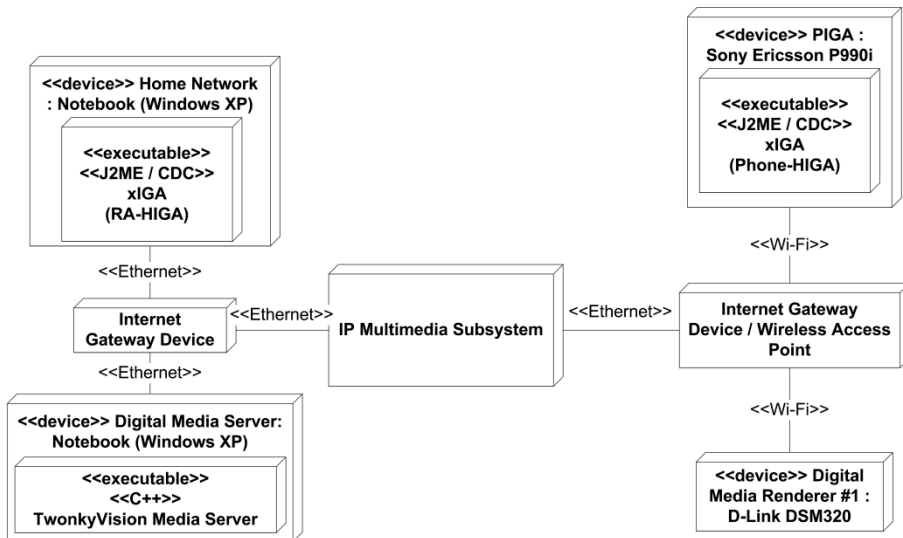 <<device>> Home Network
: Notebook (Windows XP)
<<executable>>
<<J2ME / CDC>>
xIGA
(RA-HIGA)
<<Ethernet>>
Internet
Gateway Device
<<Ethernet>>
<<Ethernet>>
<<device>> Digital Media Server:
Notebook (Windows XP)
<<executable>>
<<C++>>
TwonkyVision Media Server
IP Multimedia Subsystem
<<Ethernet>>
<<device>> PIGA :
Sony Ericsson P990i
<<executable>>
<<J2ME / CDC>>
xIGA
(Phone-HIGA)
<<Wi-Fi>>
Internet Gateway
Device / Wireless Access
Point
<<Wi-Fi>>
<<device>> Digital
Media Renderer #1 :
D-Link DSM320